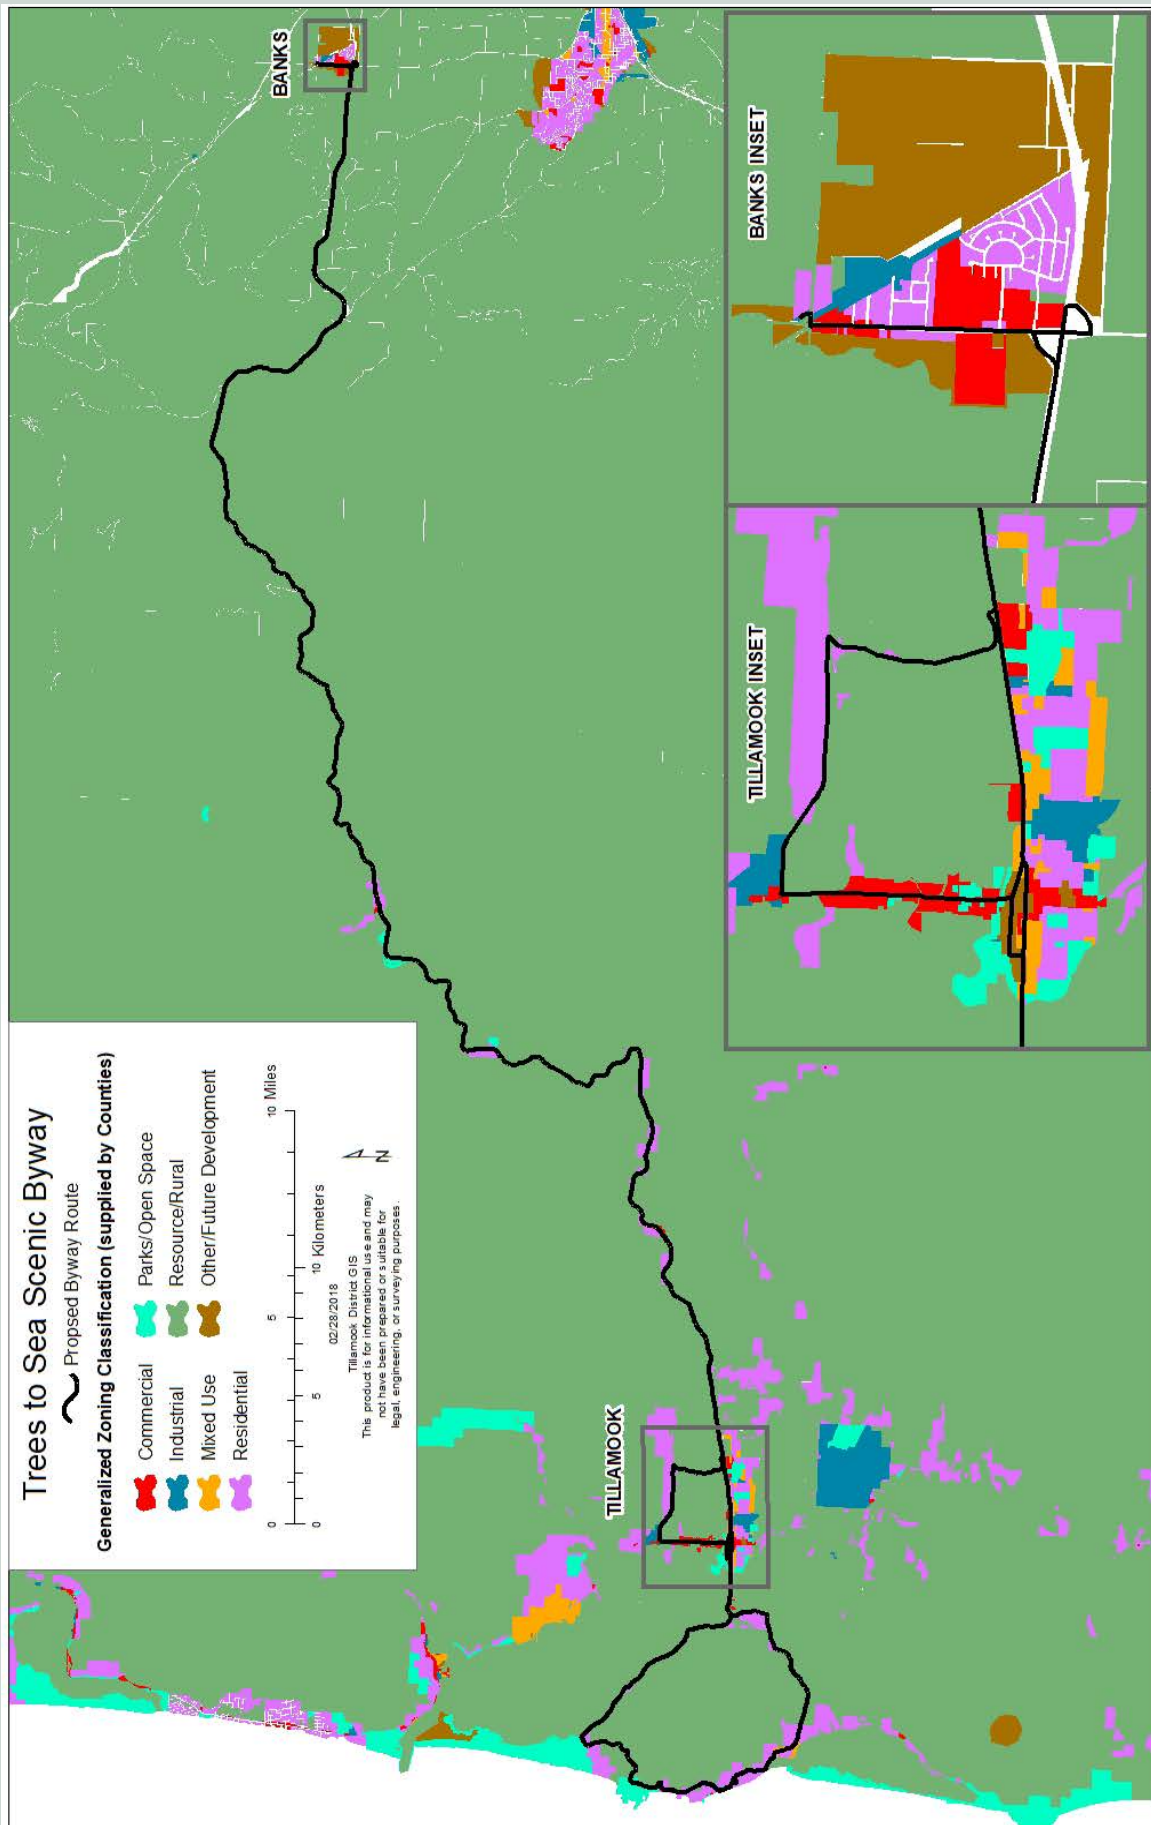 Trees to Sea Scenic Byway
Propsed Byway Route
Generalized Zoning Classification (supplied by Counties)
Commercial
Industrial
Mixed Use
Residential
Parks/Open Space
Resource/Rural
Other/Future Development
0 5 10 Miles
0 5 10 Kilometers
02/28/2018
Tillamook District GIS
This product is for informational use and may
not have been prepared or suitable for
legal, engineering, or surveying purposes.
N
BANKS
TILLAMOOK
TILLAMOOK INSET
BANKS INSET